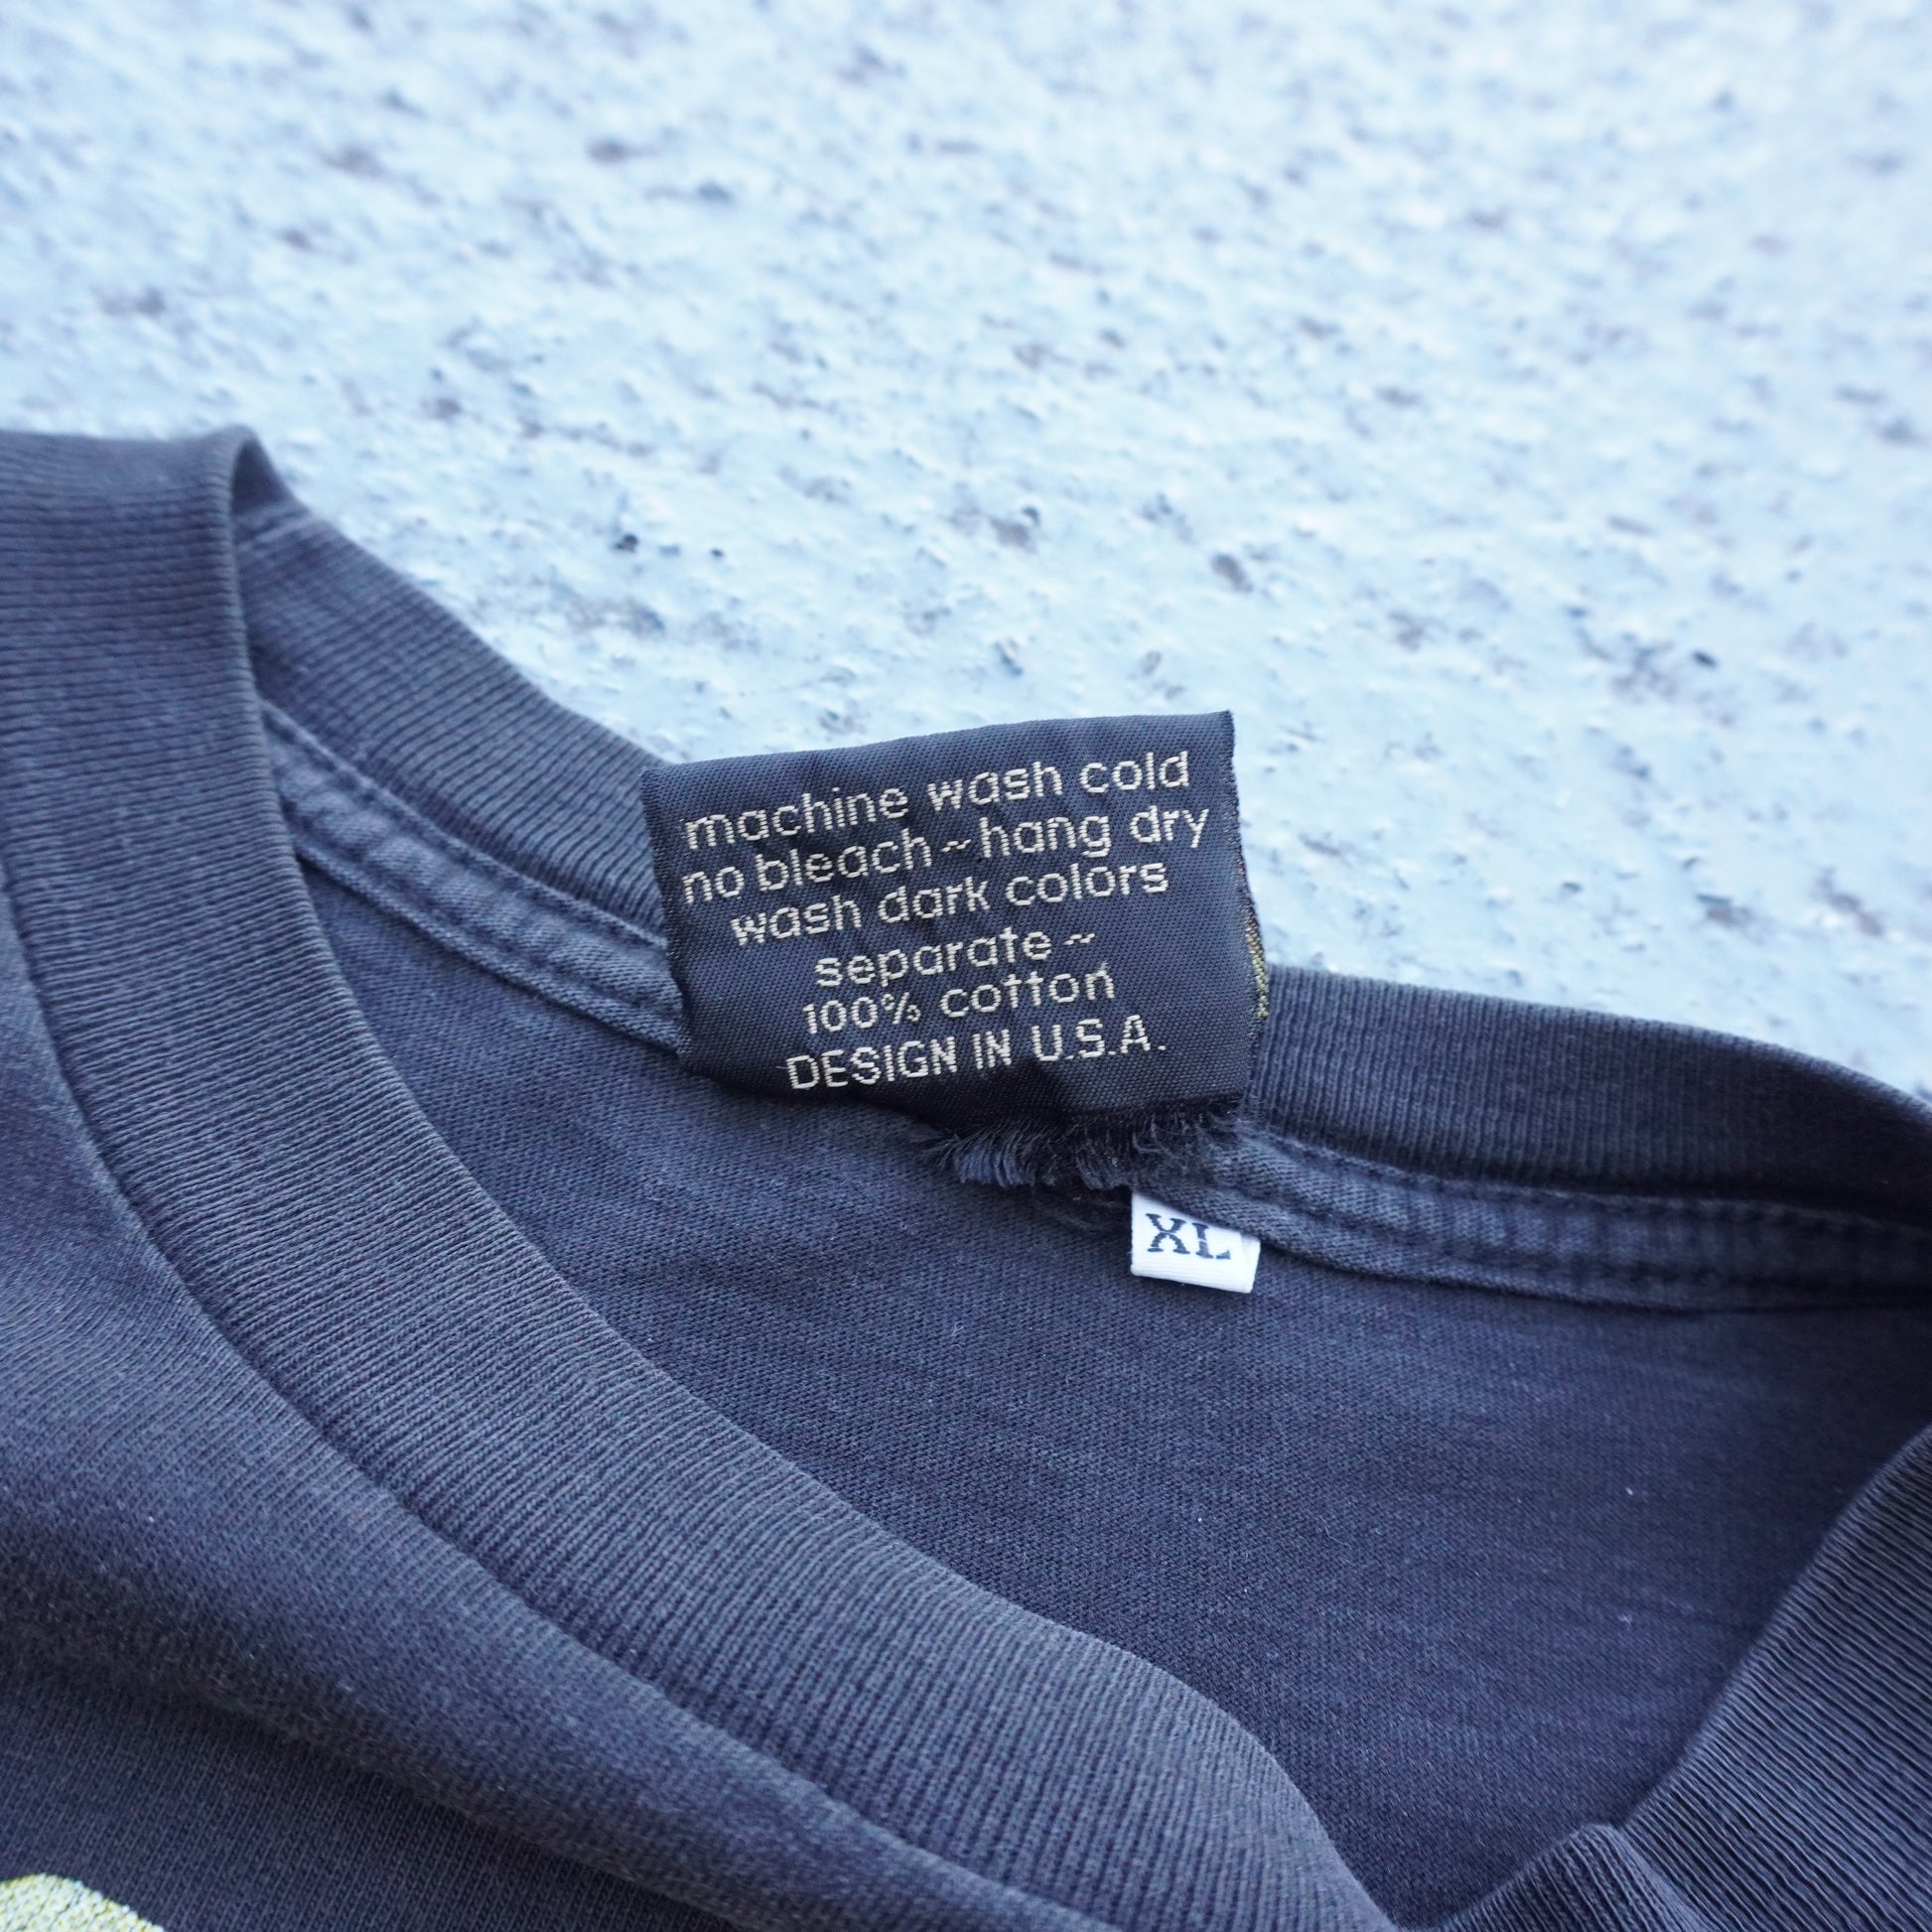 machine wash cold
no bleach ~ hang dry
wash dark colors
separate ~
100% cotton
DESIGN IN U.S.A.
XL